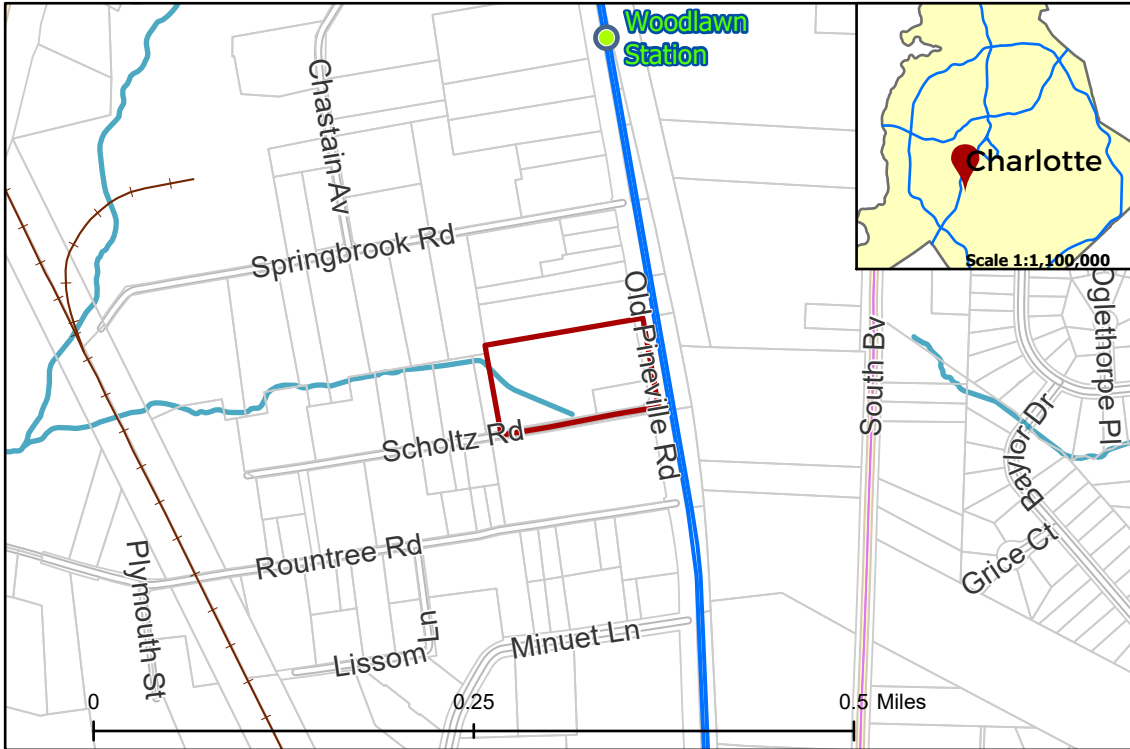 Woodlawn
Station
Charlotte
Scale 1:1,100,000
Chastain Av
Springbrook Rd
Old Pineville Rd
South Bv
Oglethorpe Pl
Baylor Dr
Grice Ct
Scholtz Rd
Rountree Rd
Plymouth St
Lissom Ln
Minuet Ln
0 0.25 0.5 Miles